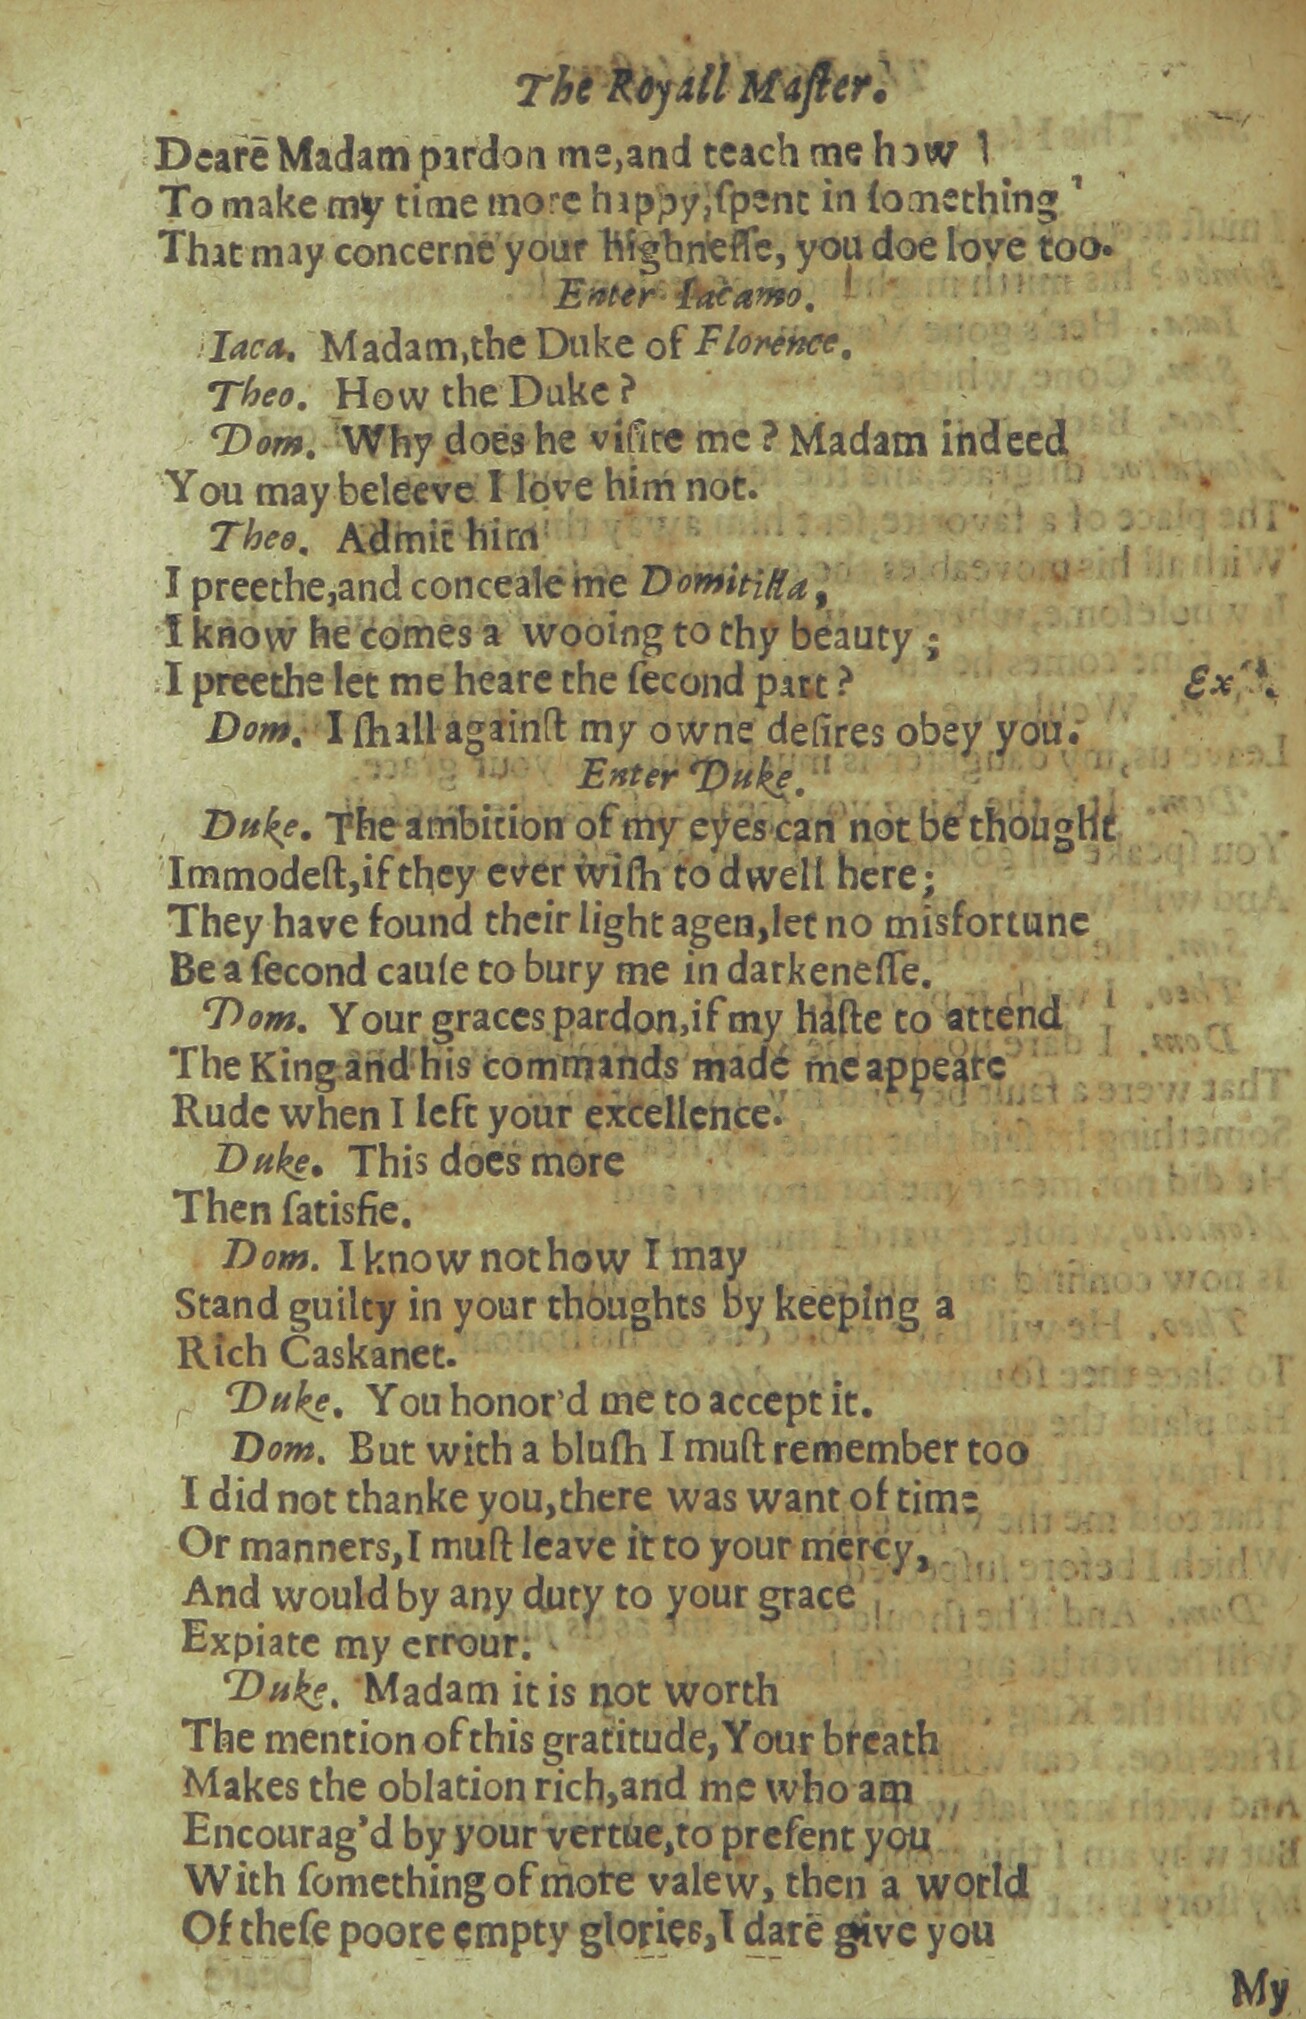 The Royall Maſter.
Deare Madam pardon me,and teach me how
To make my time more happy,ſpent in ſomething
That may concerne your highneſſe, you doe love too.
Enter Iacamo.
Iaca. Madam,the Duke of Florence.
Theo. How the Duke?
Dom. Why does he viſite me? Madam indeed
You may beleeve I love him not.
Theo. Admit him
I preethe,and conceale me Domitilla,
I know he comes a wooing to thy beauty;
I preethe let me heare the ſecond part?
Dom. I ſhall againſt my owne deſires obey you.
Enter Duke.
Duke. The ambition of my eyes can not be thought
Immodeſt,if they ever wiſh to dwell here;
They have found their light agen,let no misfortune
Be a ſecond cauſe to bury me in darkeneſſe.
Dom. Your graces pardon,if my haſte to attend
The King and his commands made me appeare
Rude when I left your excellence.
Duke. This does more
Then ſatisfie.
Dom. I know not how I may
Stand guilty in your thoughts by keeping a
Rich Caskanet.
Duke. You honor'd me to accept it.
Dom. But with a bluſh I muſt remember too
I did not thanke you,there was want of time
Or manners,I muſt leave it to your mercy,
And would by any duty to your grace
Expiate my errour.
Duke. Madam it is not worth
The mention of this gratitude,Your breath
Makes the oblation rich,and me who am
Encourag'd by your vertue,to preſent you
With ſomething of more valew, then a world
Of theſe poore empty glories,I dare give you
My